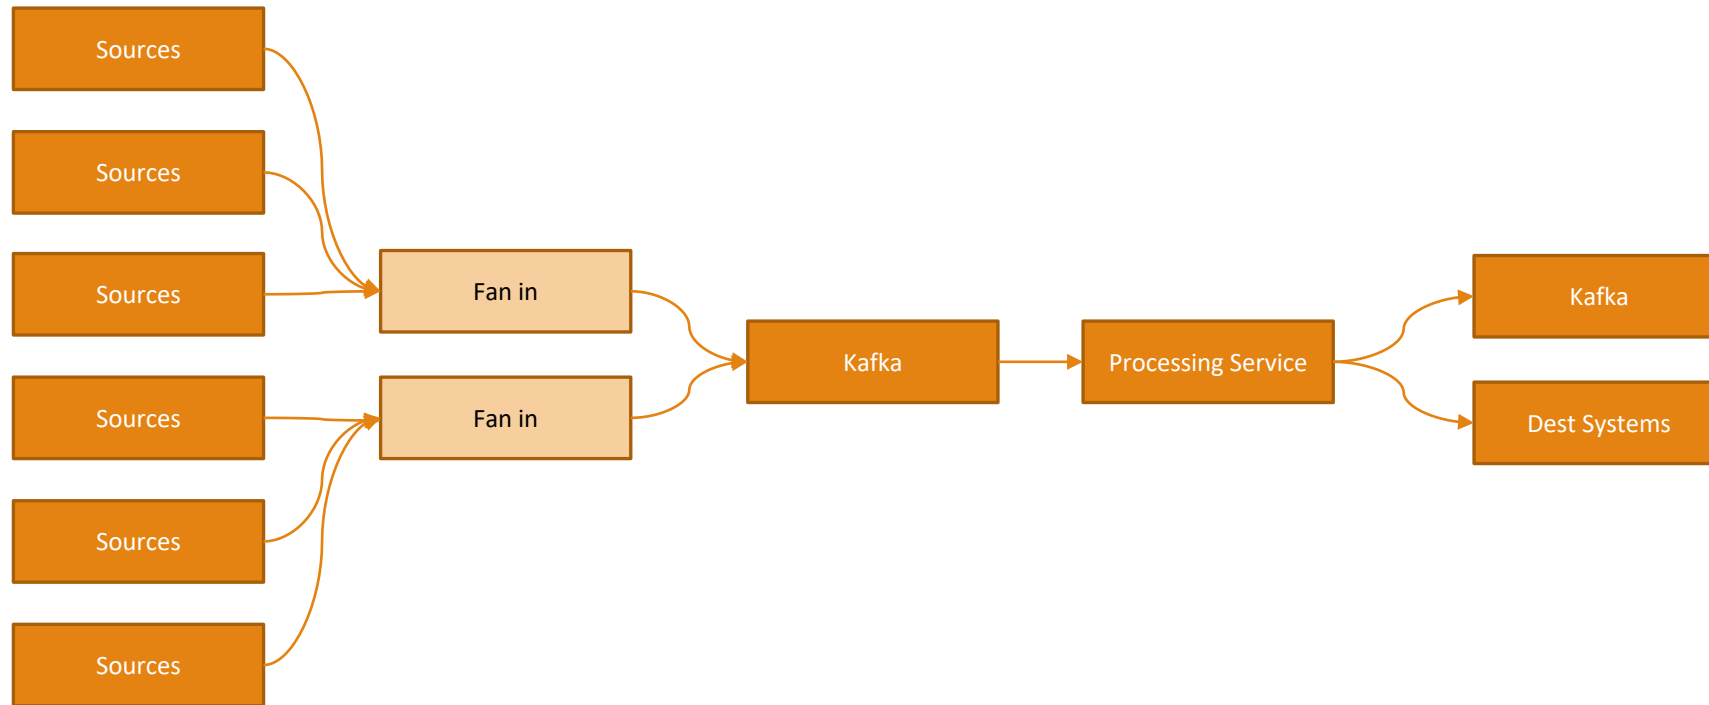 Sources
Sources
Sources
Sources
Sources
Sources
Fan in
Fan in
Kafka
Processing Service
Kafka
Dest Systems